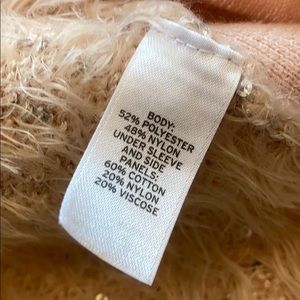 BODY:
52% POLYESTER
48% NYLON
UNDER SLEEVE
AND SIDE
PANELS:
60% COTTON
20% NYLON
20% VISCOSE